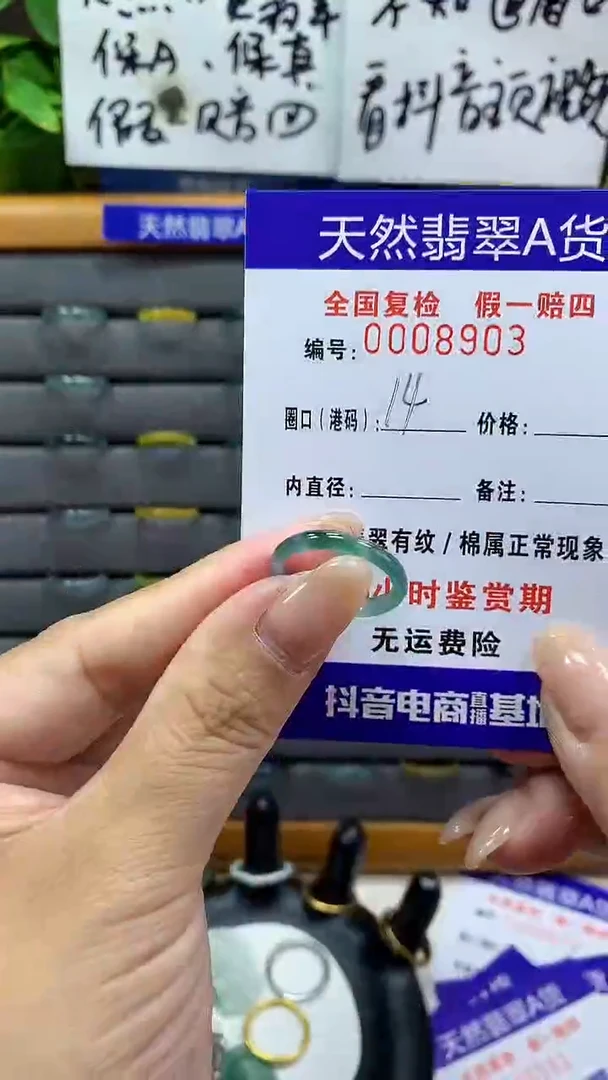 保A、保真
假一赔四
看抖音短视频
天然翡翠A
天然翡翠A货
全国复检 假一赔四
编号:0008903
圈口(港码):14 价格:
内直径: 备注:
翠有纹/棉属正常现象
小时鉴赏期
无运费险
抖音电商直播基地
天然翡翠A货